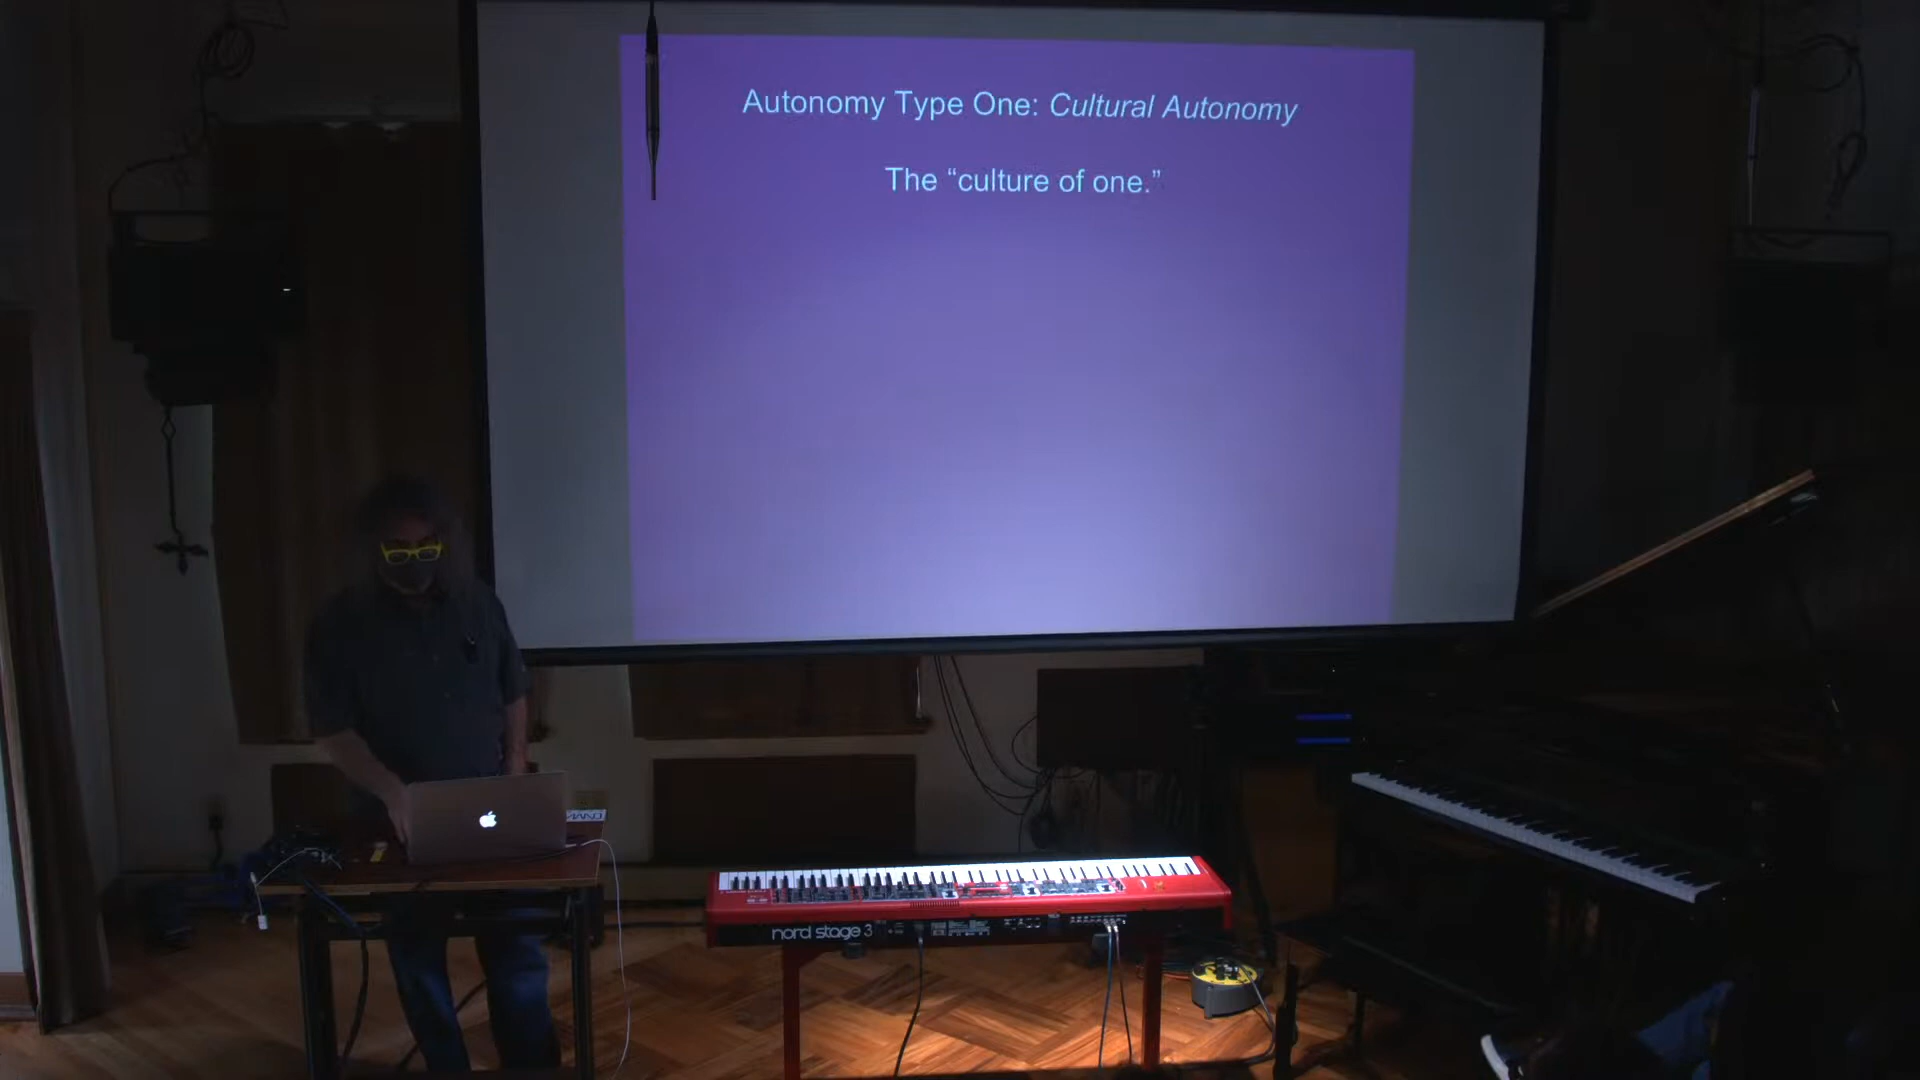 Autonomy Type One: Cultural Autonomy
The “culture of one.”
nord stage 3